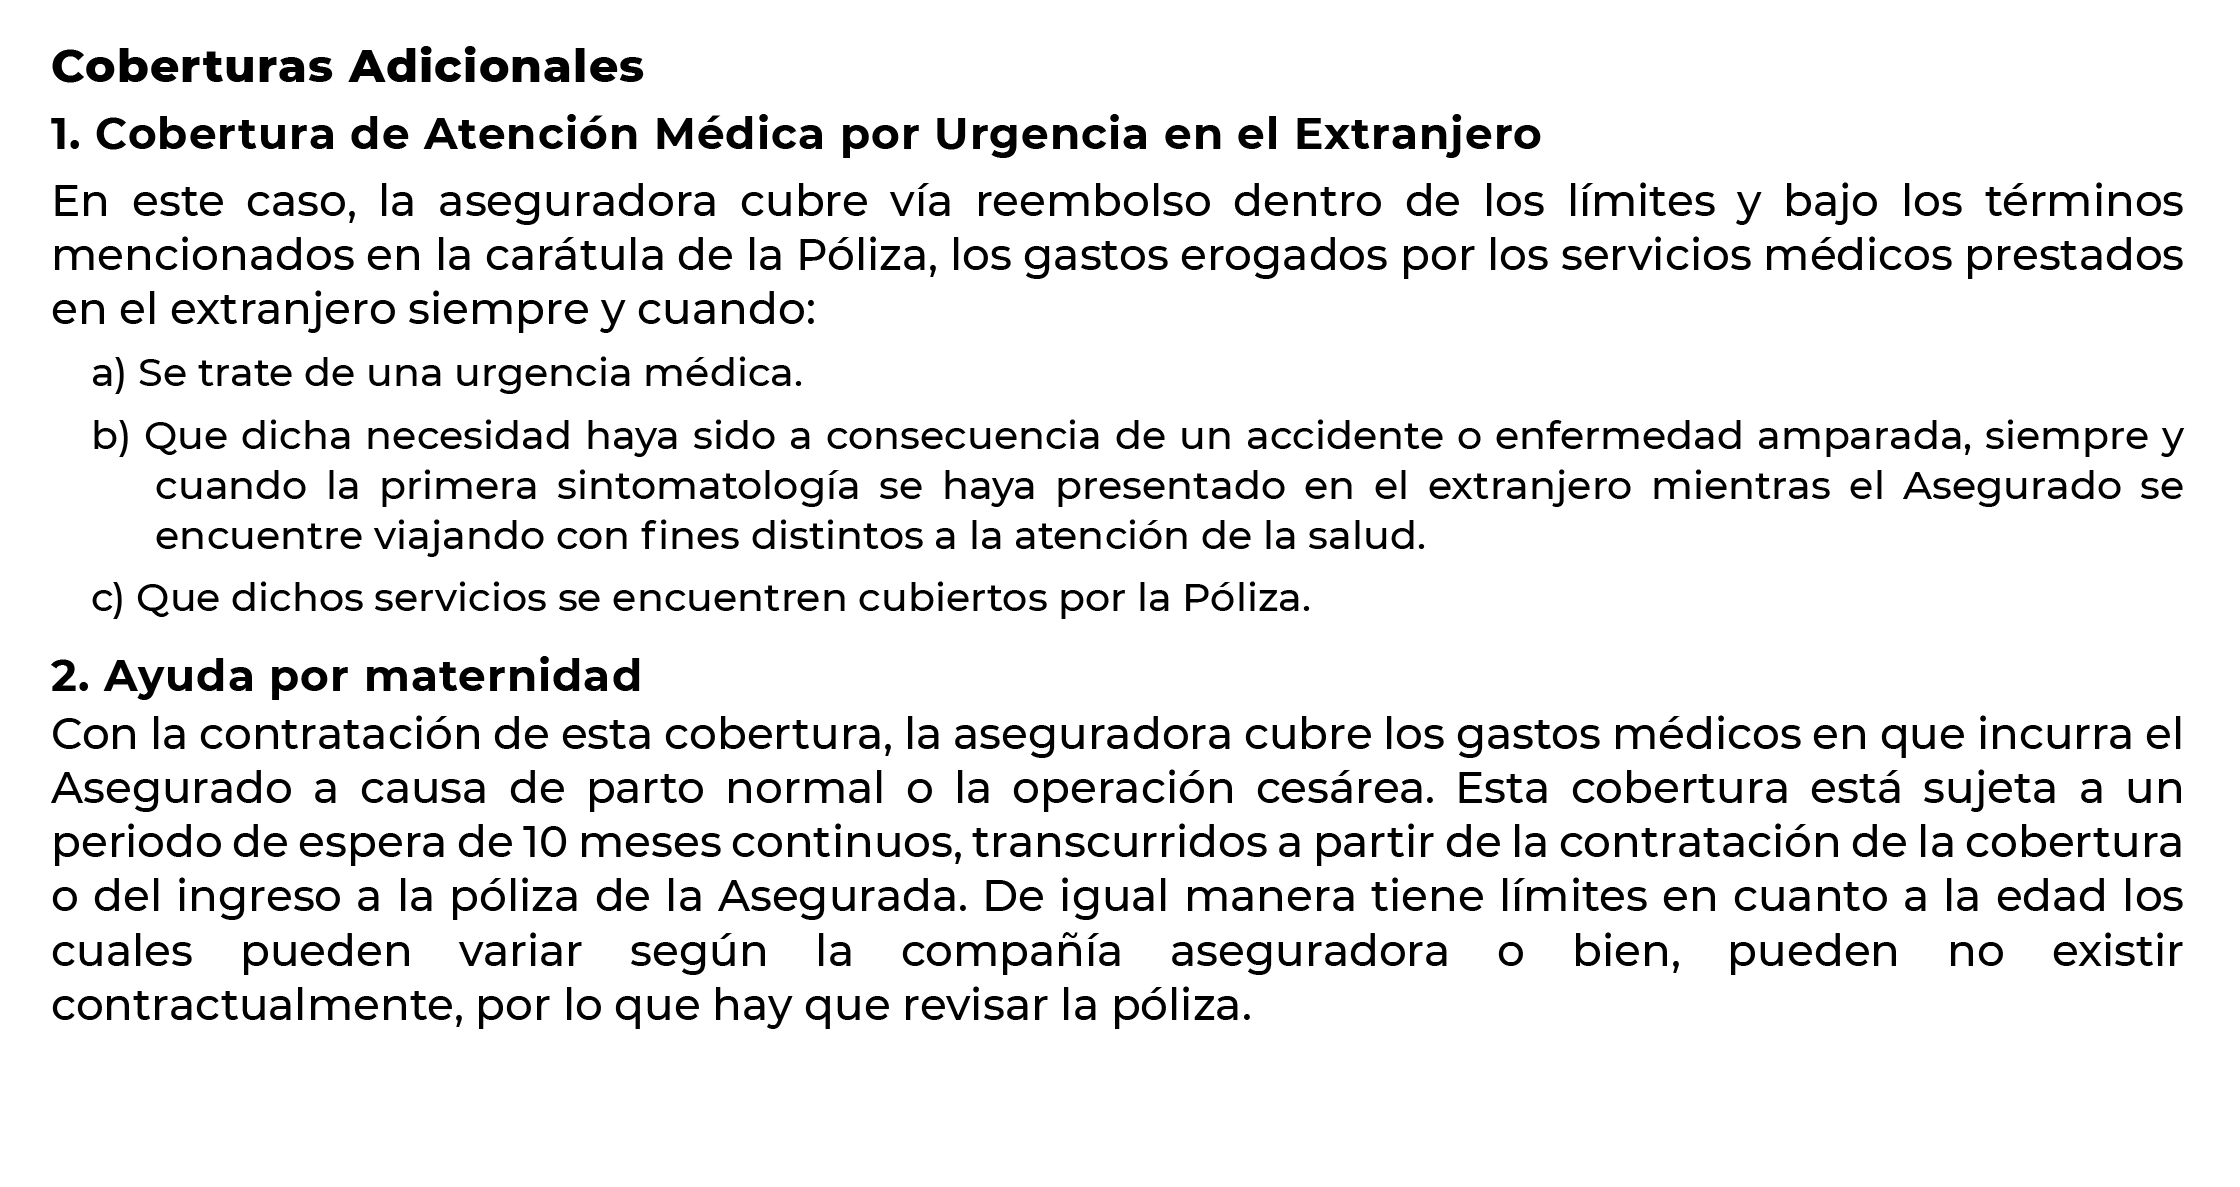 Coberturas Adicionales
1. Cobertura de Atención Médica por Urgencia en el Extranjero
En este caso, la aseguradora cubre vía reembolso dentro de los límites y bajo los términos
mencionados en la carátula de la Póliza, los gastos erogados por los servicios médicos prestados
en el extranjero siempre y cuando:
a) Se trate de una urgencia médica.
b) Que dicha necesidad haya sido a consecuencia de un accidente o enfermedad amparada, siempre y
cuando la primera sintomatología se haya presentado en el extranjero mientras el Asegurado se
encuentre viajando con fines distintos a la atención de la salud.
c) Que dichos servicios se encuentren cubiertos por la Póliza.
2. Ayuda por maternidad
Con la contratación de esta cobertura, la aseguradora cubre los gastos médicos en que incurra el
Asegurado a causa de parto normal o la operación cesárea. Esta cobertura está sujeta a un
periodo de espera de 10 meses continuos, transcurridos a partir de la contratación de la cobertura
o del ingreso a la póliza de la Asegurada. De igual manera tiene límites en cuanto a la edad los
cuales pueden variar según la compañía aseguradora o bien, pueden no existir
contractualmente, por lo que hay que revisar la póliza.